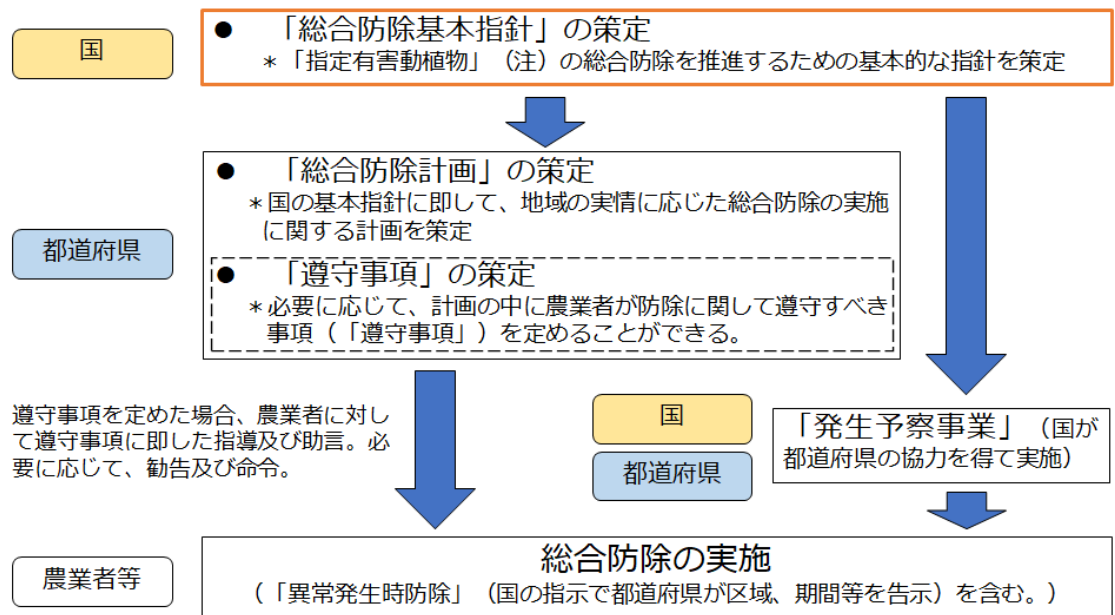 国
● 「総合防除基本指針」の策定
＊「指定有害動植物」（注）の総合防除を推進するための基本的な指針を策定
都道府県
● 「総合防除計画」の策定
＊国の基本指針に即して、地域の実情に応じた総合防除の実施
に関する計画を策定
● 「遵守事項」の策定
＊必要に応じて、計画の中に農業者が防除に関して遵守すべき
事項（「遵守事項」）を定めることができる。
遵守事項を定めた場合、農業者に対し
て遵守事項に即した指導及び助言。必
要に応じて、勧告及び命令。
国
都道府県
「発生予察事業」（国が
都道府県の協力を得て実施）
農業者等
総合防除の実施
（「異常発生時防除」（国の指示で都道府県が区域、期間等を告示）を含む。）